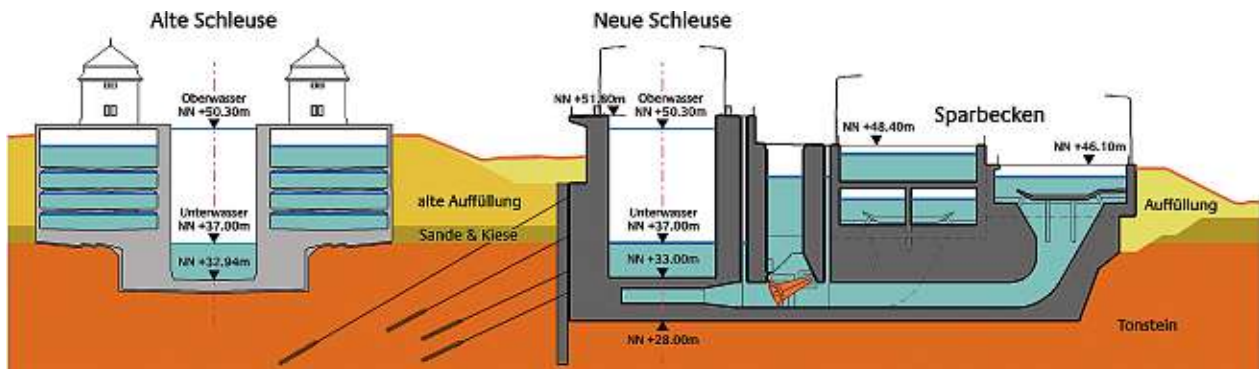 Alte Schleuse
Oberwasser
NN +50.30m
Unterwasser
NN +37.00m
NN +32.94m
alte Auffüllung
Sande & Kiese
Neue Schleuse
NN +51.80m
Oberwasser
NN +50.30m
Unterwasser
NN +37.00m
NN +33.00m
NN +28.00m
Sparbecken
NN +48.40m
NN +46.10m
Auffüllung
Tonstein